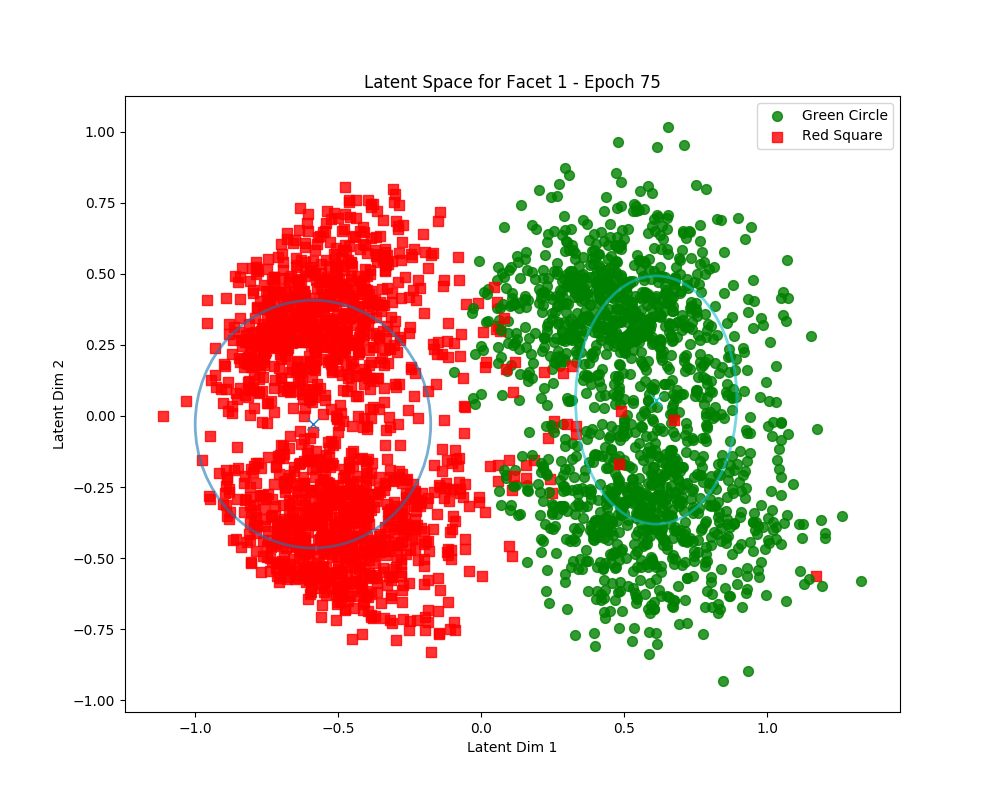 Latent Space for Facet 1 - Epoch 75
Green Circle
Red Square
1.00
0.75
0.50
0.25
0.00
−0.25
−0.50
−0.75
−1.00
Latent Dim 2
−1.0 −0.5 0.0 0.5 1.0
Latent Dim 1